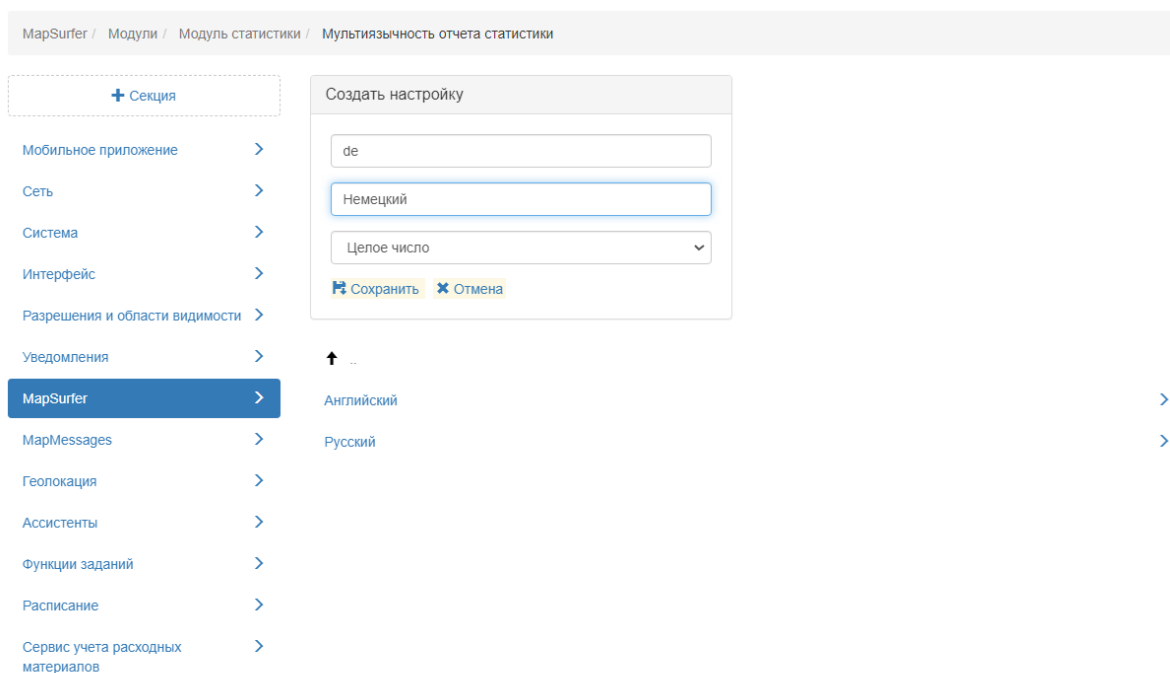 MapSurfer / Модули / Модуль статистики / Мультиязычность отчета статистики
Секция
Мобильное приложение
Сеть
Система
Интерфейс
Разрешения и области видимости
Уведомления
MapSurfer
MapMessages
Геолокация
Ассистенты
Функции заданий
Расписание
Сервис учета расходных
материалов
Создать настройку
de
Немецкий
Целое число
Сохранить Отмена
..
Английский
Русский